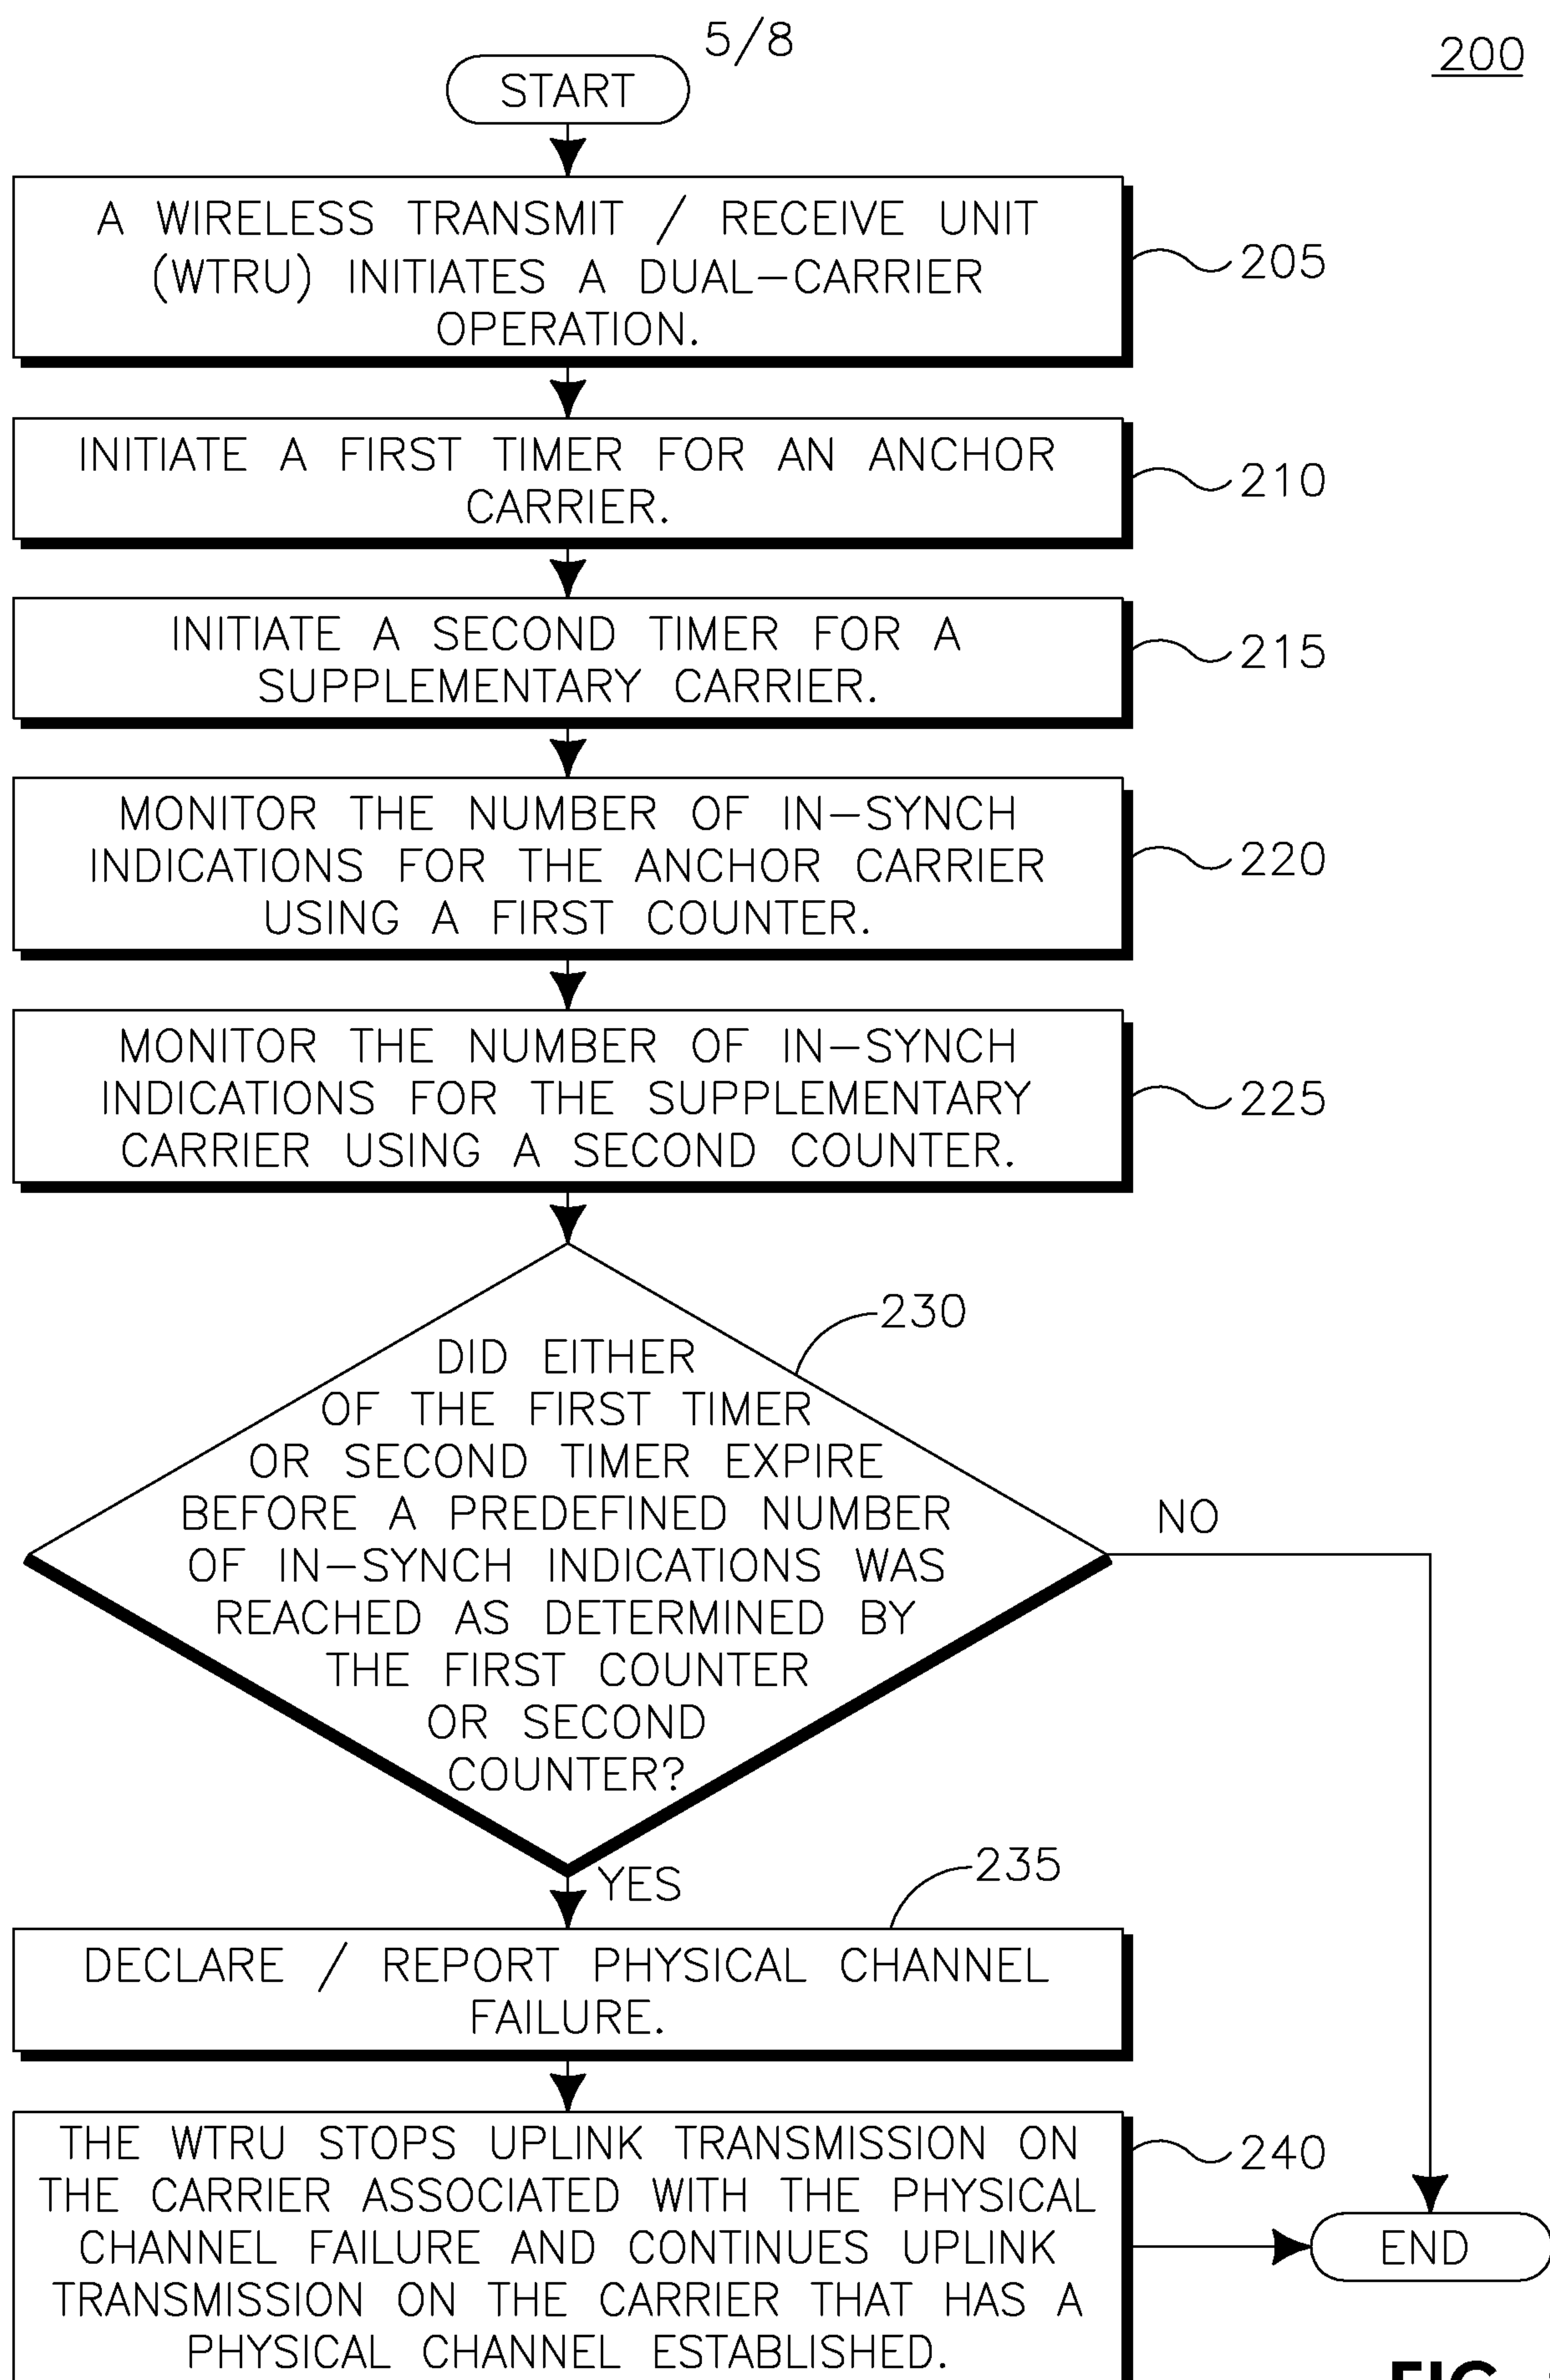 5/8
200
START
A WIRELESS TRANSMIT / RECEIVE UNIT
(WTRU) INITIATES A DUAL-CARRIER
OPERATION.
205
INITIATE A FIRST TIMER FOR AN ANCHOR
CARRIER.
210
INITIATE A SECOND TIMER FOR A
SUPPLEMENTARY CARRIER.
215
MONITOR THE NUMBER OF IN-SYNCH
INDICATIONS FOR THE ANCHOR CARRIER
USING A FIRST COUNTER.
220
MONITOR THE NUMBER OF IN-SYNCH
INDICATIONS FOR THE SUPPLEMENTARY
CARRIER USING A SECOND COUNTER.
225
230
DID EITHER
OF THE FIRST TIMER
OR SECOND TIMER EXPIRE
BEFORE A PREDEFINED NUMBER
OF IN-SYNCH INDICATIONS WAS
REACHED AS DETERMINED BY
THE FIRST COUNTER
OR SECOND
COUNTER?
NO
YES
235
DECLARE / REPORT PHYSICAL CHANNEL
FAILURE.
THE WTRU STOPS UPLINK TRANSMISSION ON
THE CARRIER ASSOCIATED WITH THE PHYSICAL
CHANNEL FAILURE AND CONTINUES UPLINK
TRANSMISSION ON THE CARRIER THAT HAS A
PHYSICAL CHANNEL ESTABLISHED.
240
END
FIG.